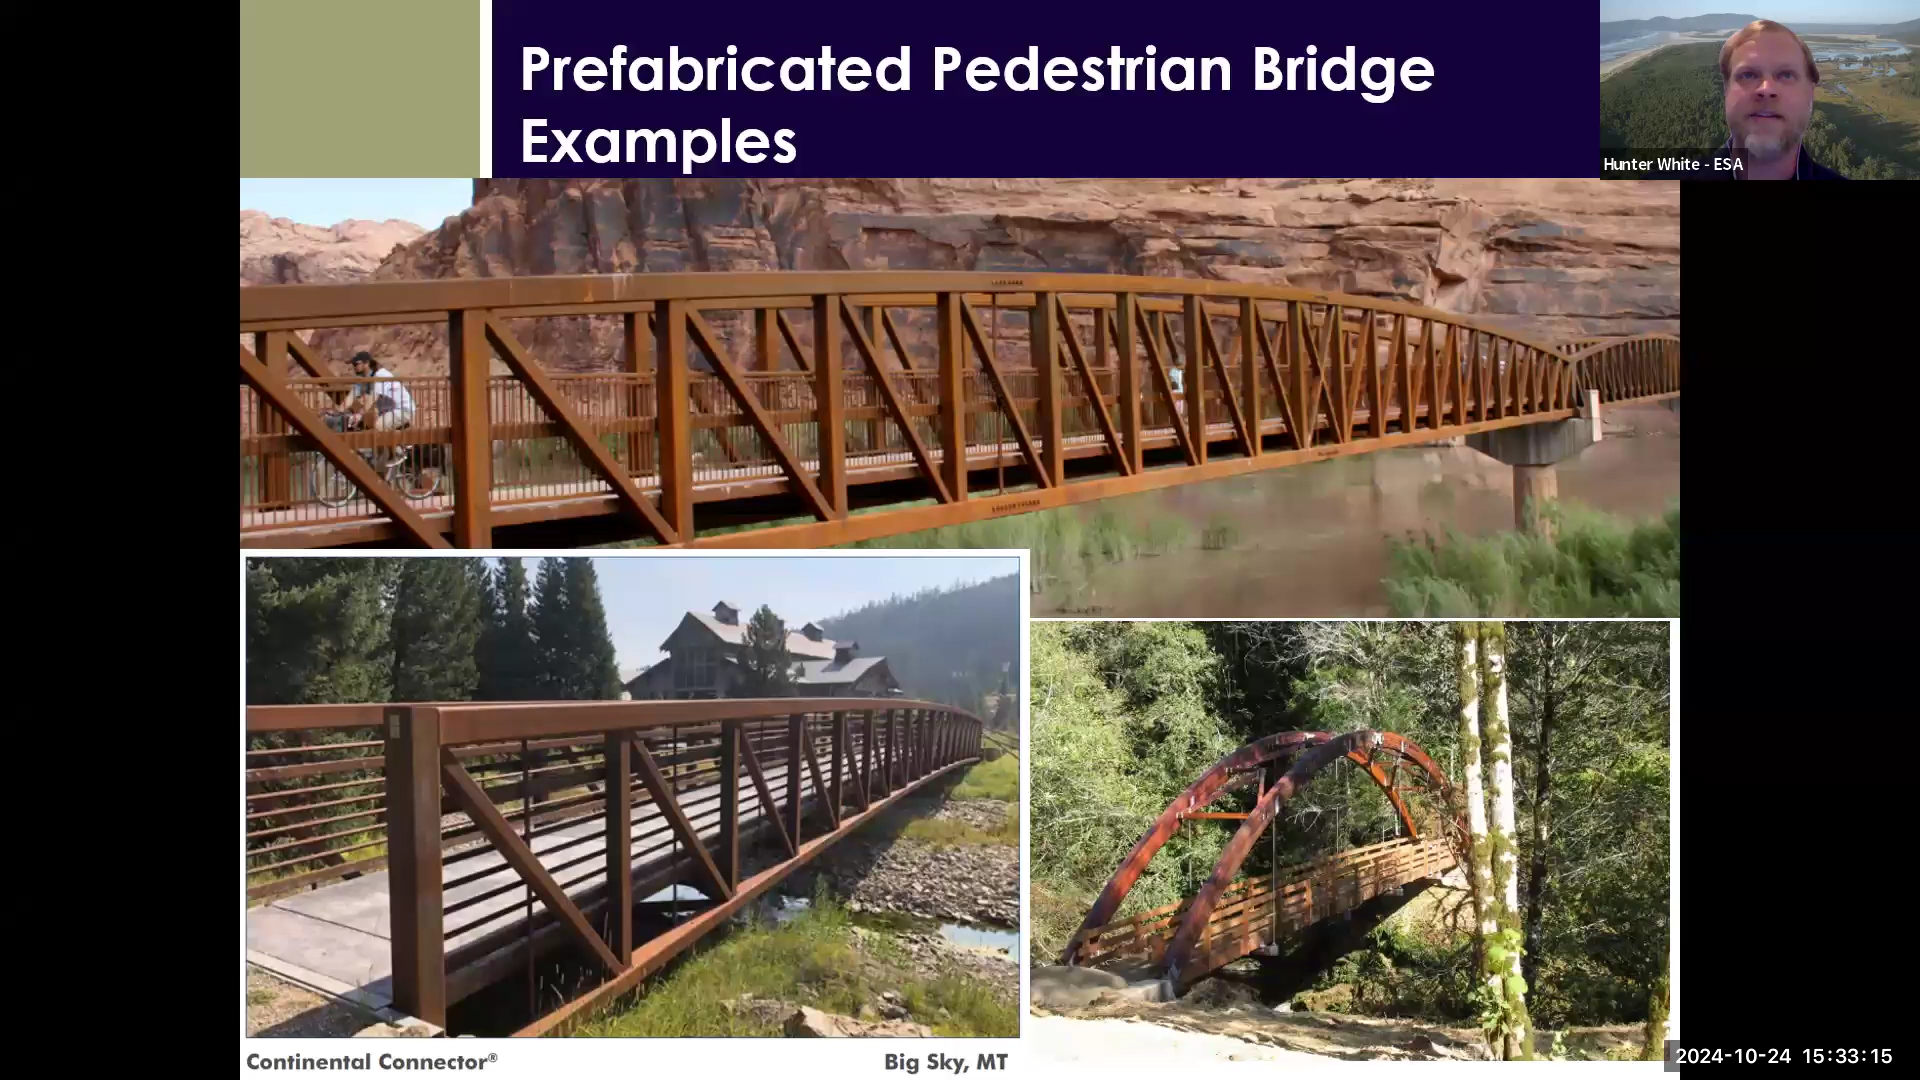 Prefabricated Pedestrian Bridge
Examples
Hunter White - ESA
Continental Connector®
Big Sky, MT
2024-10-24 15:33:15